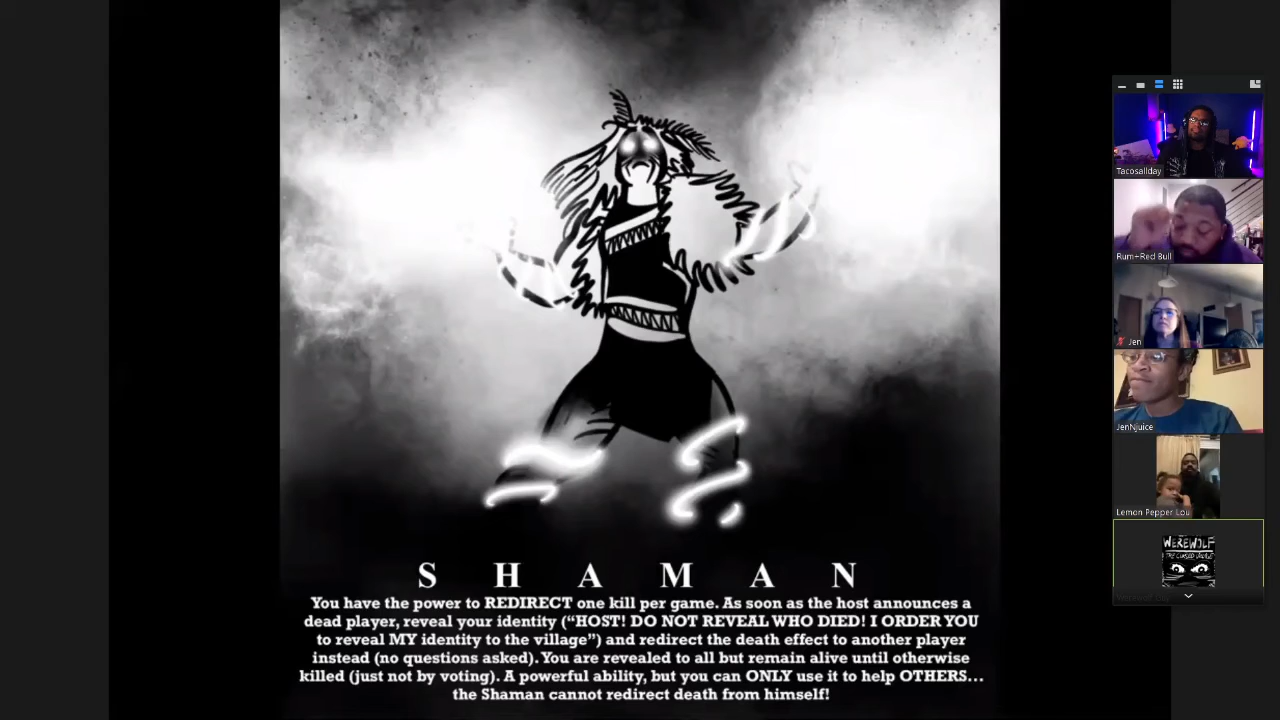 S H A M A N
You have the power to REDIRECT one kill per game. As soon as the host announces a
dead player, reveal your identity (“HOST! DO NOT REVEAL WHO DIED! I ORDER YOU
to reveal MY identity to the village”) and redirect the death effect to another player
instead (no questions asked). You are revealed to all but remain alive until otherwise
killed (just not by voting). A powerful ability, but you can ONLY use it to help OTHERS...
the Shaman cannot redirect death from himself!
Tacosallday
Rum+Red Bull
Jen
JenNjuice
Lemon Pepper Lou
WEREWOLF
THE CURSED VILLAGE